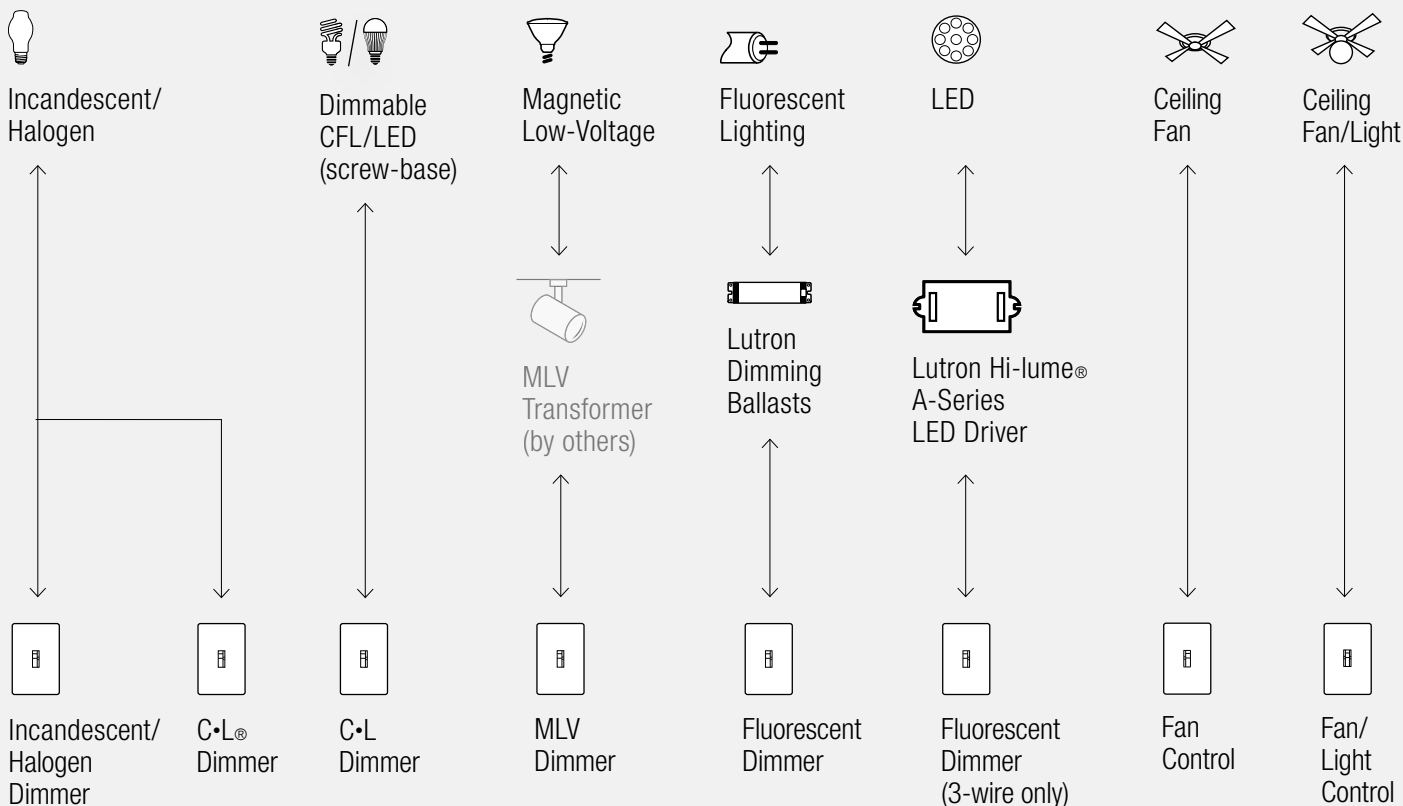 Incandescent/
Halogen
Dimmable
CFL/LED
(screw-base)
Magnetic
Low-Voltage
Fluorescent
Lighting
LED
Ceiling
Fan
Ceiling
Fan/Light
MLV
Transformer
(by others)
Lutron
Dimming
Ballasts
Lutron Hi-lume®
A-Series
LED Driver
Incandescent/
Halogen
Dimmer
C•L®
Dimmer
C•L
Dimmer
MLV
Dimmer
Fluorescent
Dimmer
Fluorescent
Dimmer
(3-wire only)
Fan
Control
Fan/
Light
Control